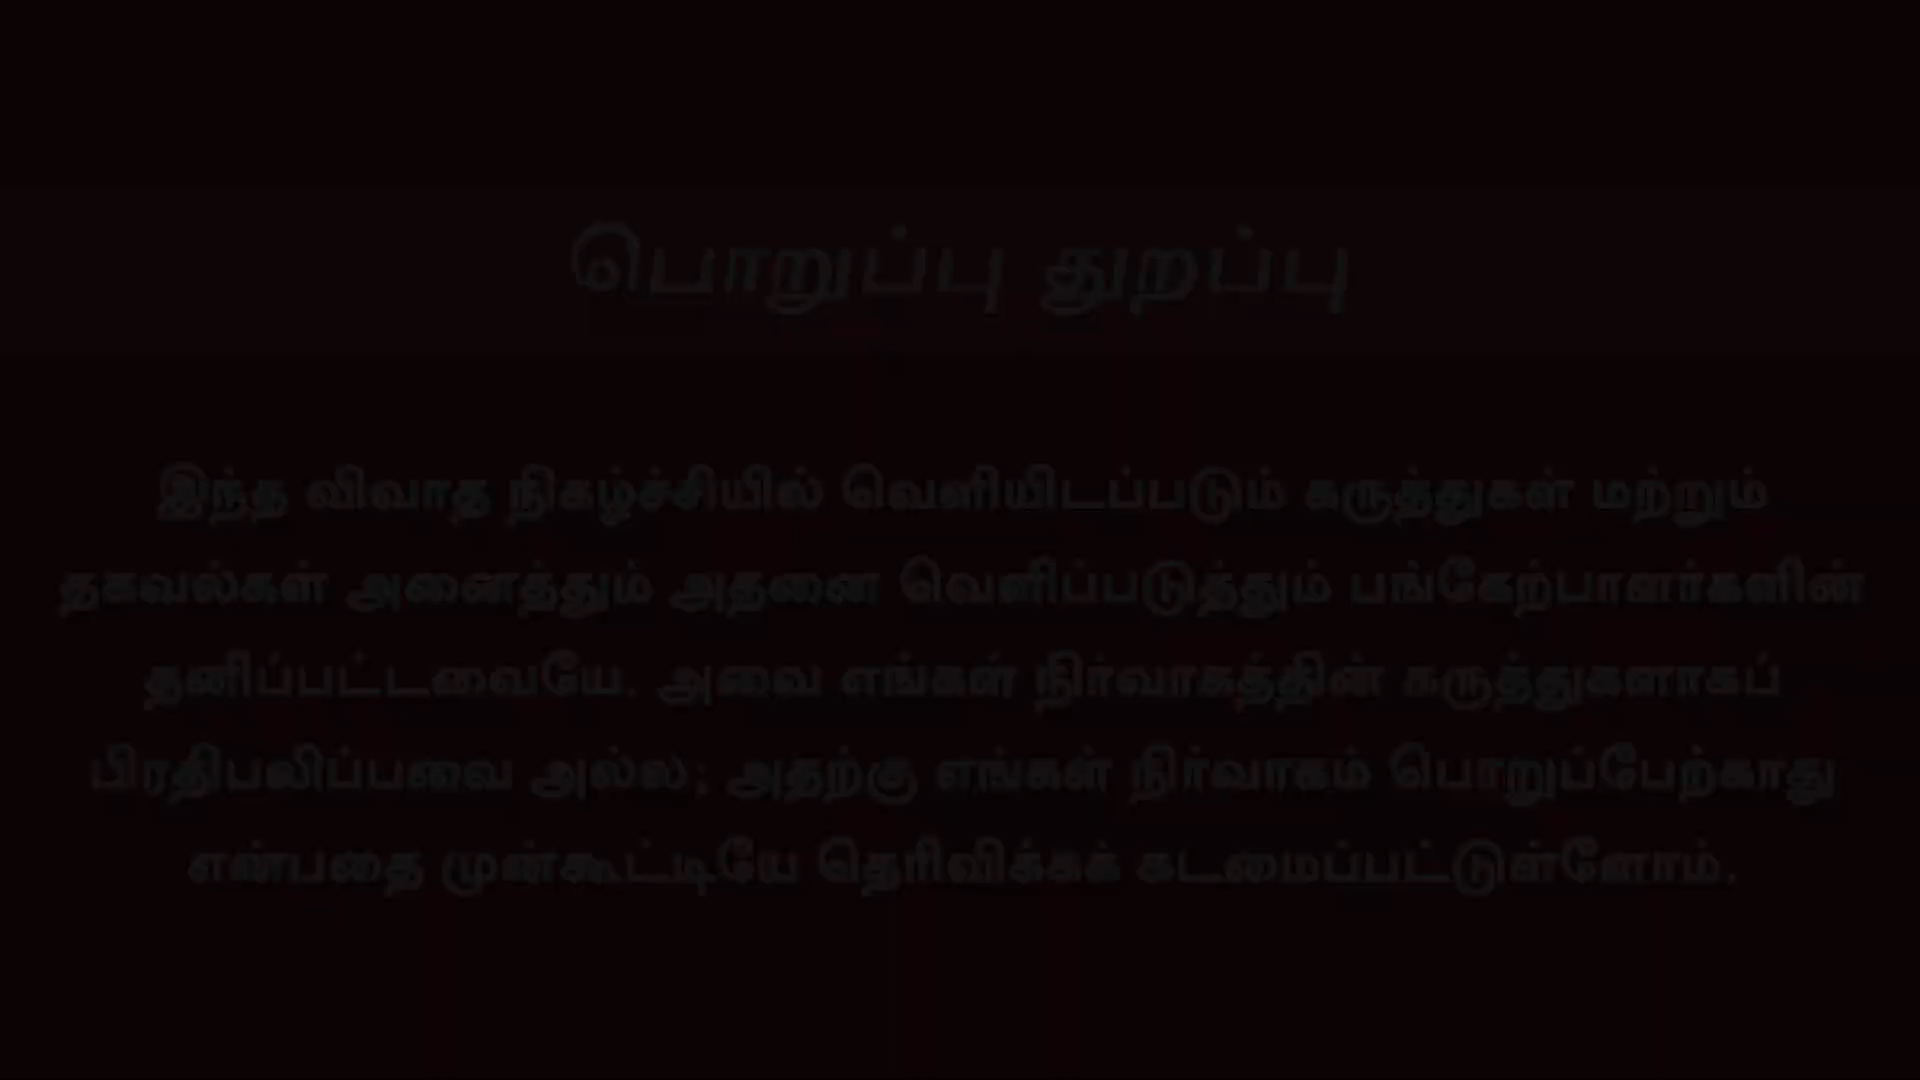 பொறுப்பு துறப்பு
இந்த விவாத நிகழ்ச்சியில் வெளியிடப்படும் கருத்துகள் மற்றும்
தகவல்கள் அனைத்தும் அதனை வெளிப்படுத்தும் பங்கேற்பாளர்களின்
தனிப்பட்டவையே. அவை எங்கள் நிர்வாகத்தின் கருத்துகளாகப்
பிரதிபலிப்பவை அல்ல; அதற்கு எங்கள் நிர்வாகம் பொறுப்பேற்காது
என்பதை முன்கூட்டியே தெரிவிக்கக் கடமைப்பட்டுள்ளோம்.